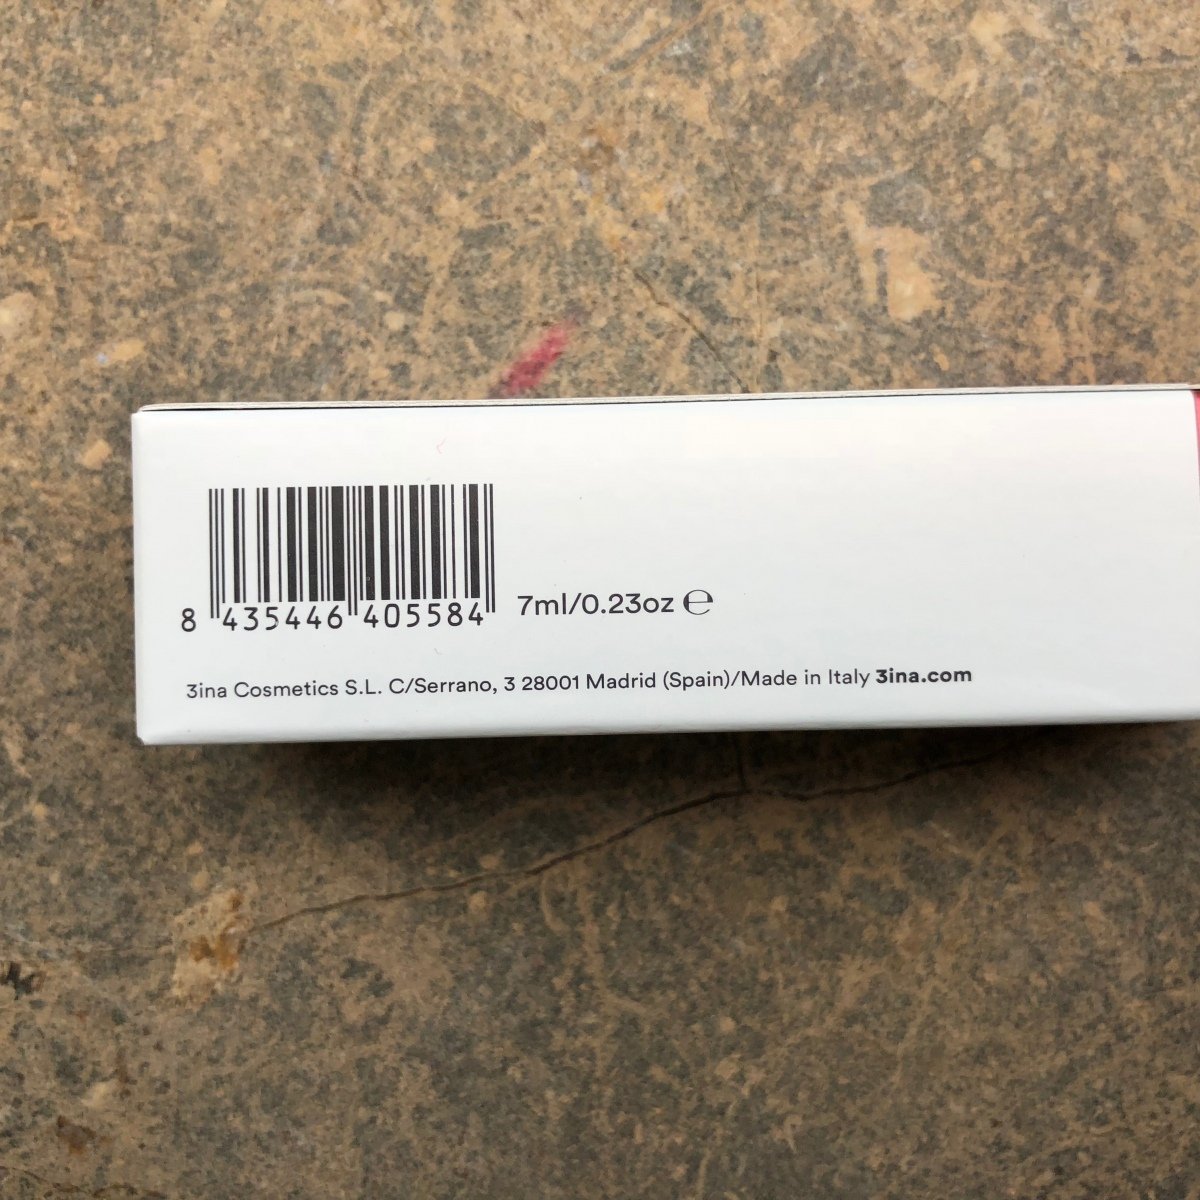 8 435446 405584
7ml/0.23oz ℮
3ina Cosmetics S.L. C/Serrano, 3 28001 Madrid (Spain)/Made in Italy 3ina.com